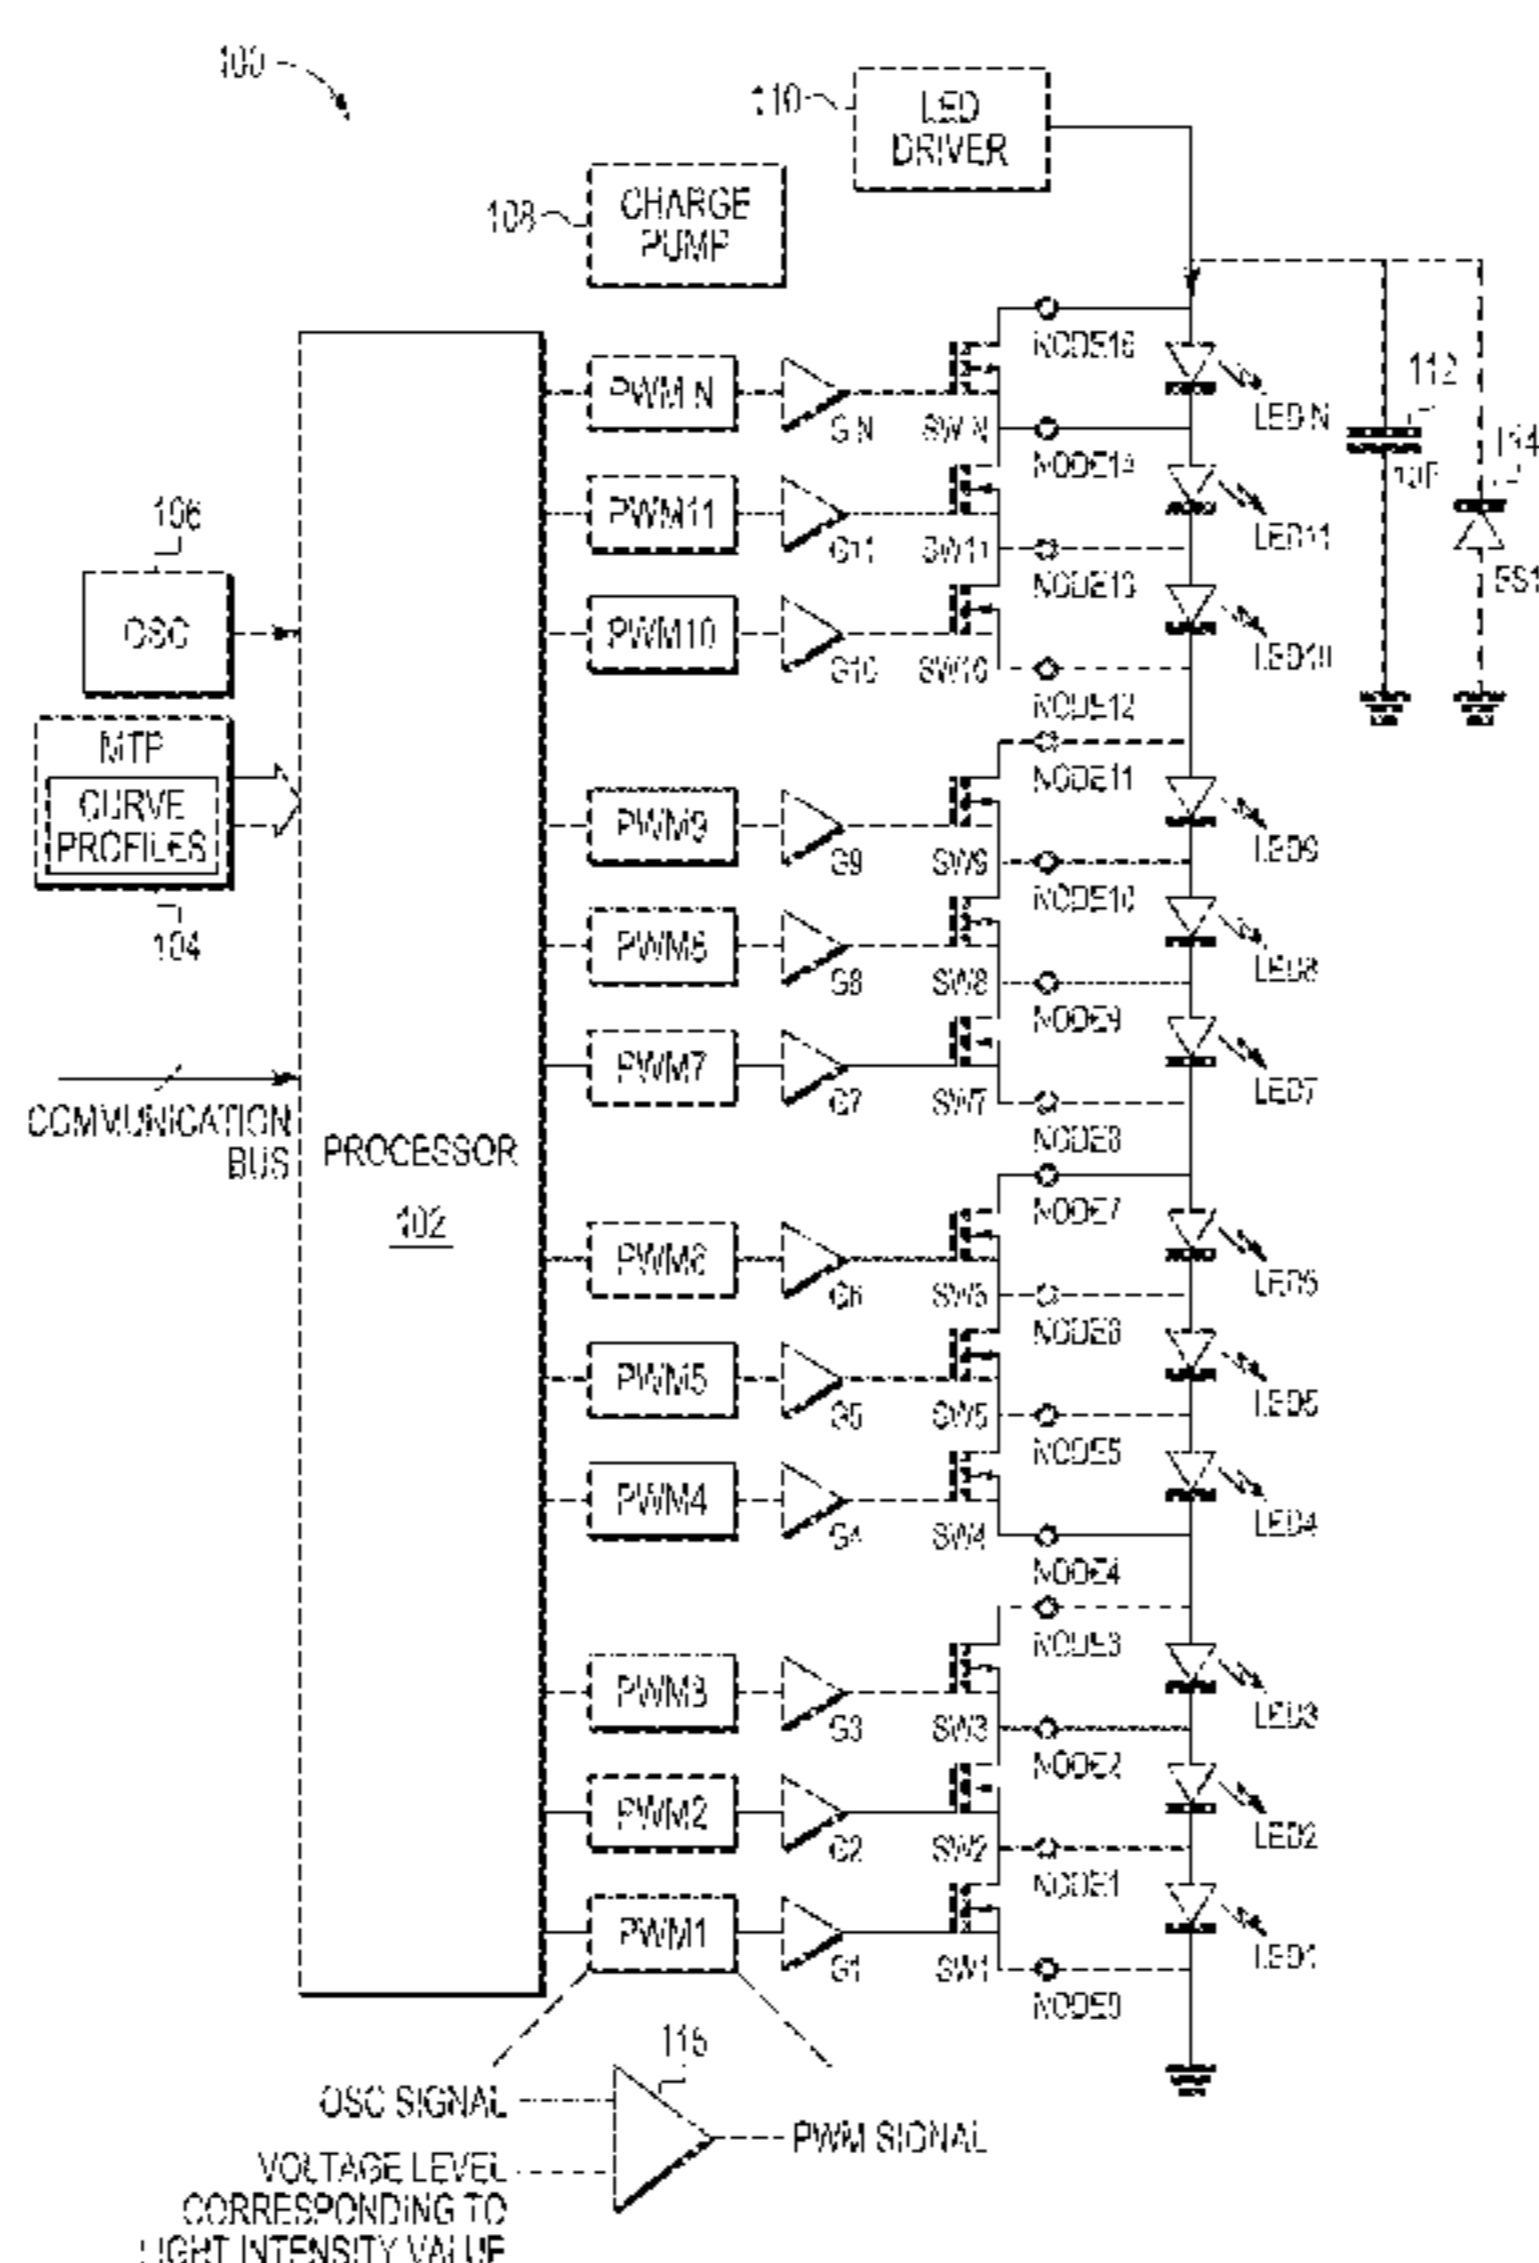 100
110
LED
DRIVER
108
CHARGE
PUMP
NODE15
PWM N
G N
SW N
LED N
112
NODE14
PWM11
G11
SW11
LED11
106
OSC
NODE13
PWM10
G10
SW10
LED10
NODE12
MTP
CURVE
PROFILES
104
NODE11
PWM9
G9
SW9
LED9
NODE10
PWM8
G8
SW8
LED8
NODE9
PWM7
G7
SW7
LED7
NODE8
COMMUNICATION
BUS
PROCESSOR
102
NODE7
PWM6
G6
SW6
LED6
NODE6
PWM5
G5
SW5
LED5
NODE5
PWM4
G4
SW4
LED4
NODE4
NODE3
PWM3
G3
SW3
LED3
NODE2
PWM2
G2
SW2
LED2
NODE1
PWM1
G1
SW1
LED1
NODE0
OSC SIGNAL
PWM SIGNAL
VOLTAGE LEVEL
CORRESPONDING TO
LIGHT INTENSITY VALUE